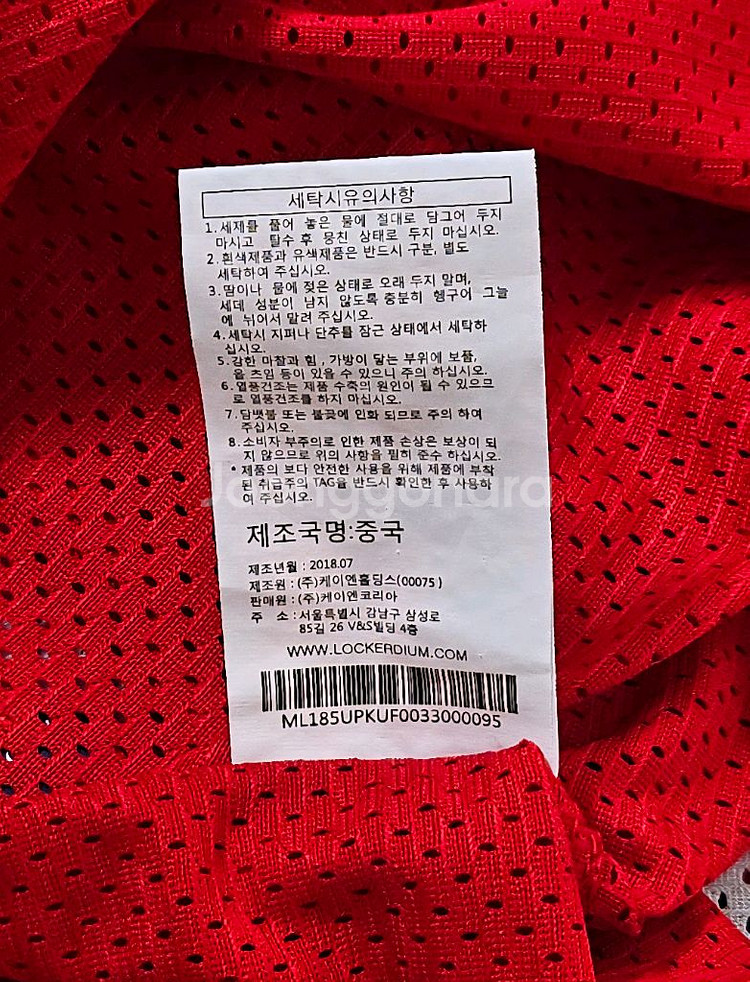 세탁시유의사항
1. 세제를 풀어 놓은 물에 절대로 담그어 두지
마시고 탈수 후 뭉친 상태로 두지 마십시오.
2. 흰색제품과 유색제품은 반드시 구분, 별도
세탁하여 주십시오.
3. 땀이나 물에 젖은 상태로 오래 두지 말며,
세데 성분이 남지 않도록 충분히 헹구어 그늘
에 뉘어서 말려 주십시오.
4. 세탁시 지퍼나 단추를 잠근 상태에서 세탁하
십시오.
5. 강한 마찰과 힘, 가방이 닿는 부위에 보풀,
올 츠임 등이 있을 수 있으니 주의 하십시오.
6. 열풍건조는 제품 수축의 원인이 될 수 있으므
로 열풍건조를 하지 마십시오.
7. 담뱃불 또는 불꽃에 인화 되므로 주의 하여
주십시오.
8. 소비자 부주의로 인한 제품 손상은 보상이 되
지 않으므로 위의 사항을 필히 준수 하십시오.
* 제품의 보다 안전한 사용을 위해 제품에 부착
된 취급주의 TAG을 반드시 확인한 후 사용하
여 주십시오.
Joonggonara
제조국명:중국
제조년월 : 2018.07
제조원 : (주)케이엔홀딩스(00075)
판매원 : (주)케이엔코리아
주 소 : 서울특별시 강남구 삼성로
85길 26 V&S빌딩 4층
WWW.LOCKERDIUM.COM
ML185UPKUF0033000095